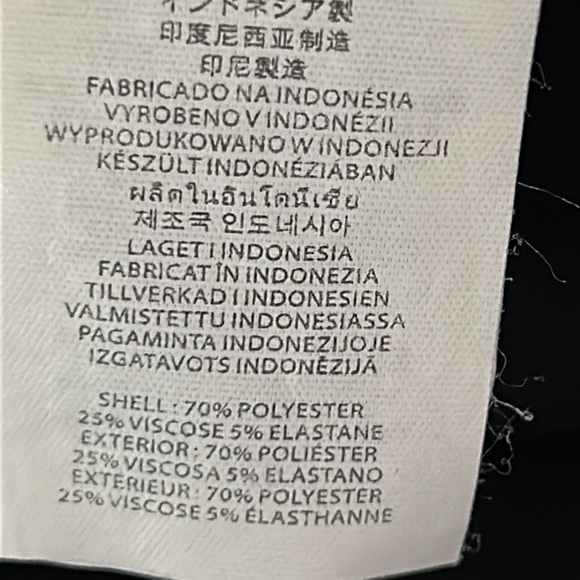 インドネシア製
印度尼西亚制造
印尼製造
FABRICADO NA INDONÉSIA
VYROBENO V INDONÉZII
WYPRODUKOWANO W INDONEZJI
KÉSZÜLT INDONÉZIÁBAN
ผลิตในอินโดนีเซีย
제조국 인도네시아
LAGET I INDONESIA
FABRICAT ÎN INDONEZIA
TILLVERKAD I INDONESIEN
VALMISTETTU INDONESIASSA
PAGAMINTA INDONEZIJOJE
IZGATAVOTS INDONĒZIJĀ
SHELL : 70% POLYESTER
25% VISCOSE 5% ELASTANE
EXTERIOR : 70% POLIÉSTER
25% VISCOSA 5% ELASTANO
EXTÉRIEUR : 70% POLYESTER
25% VISCOSE 5% ÉLASTHANNE